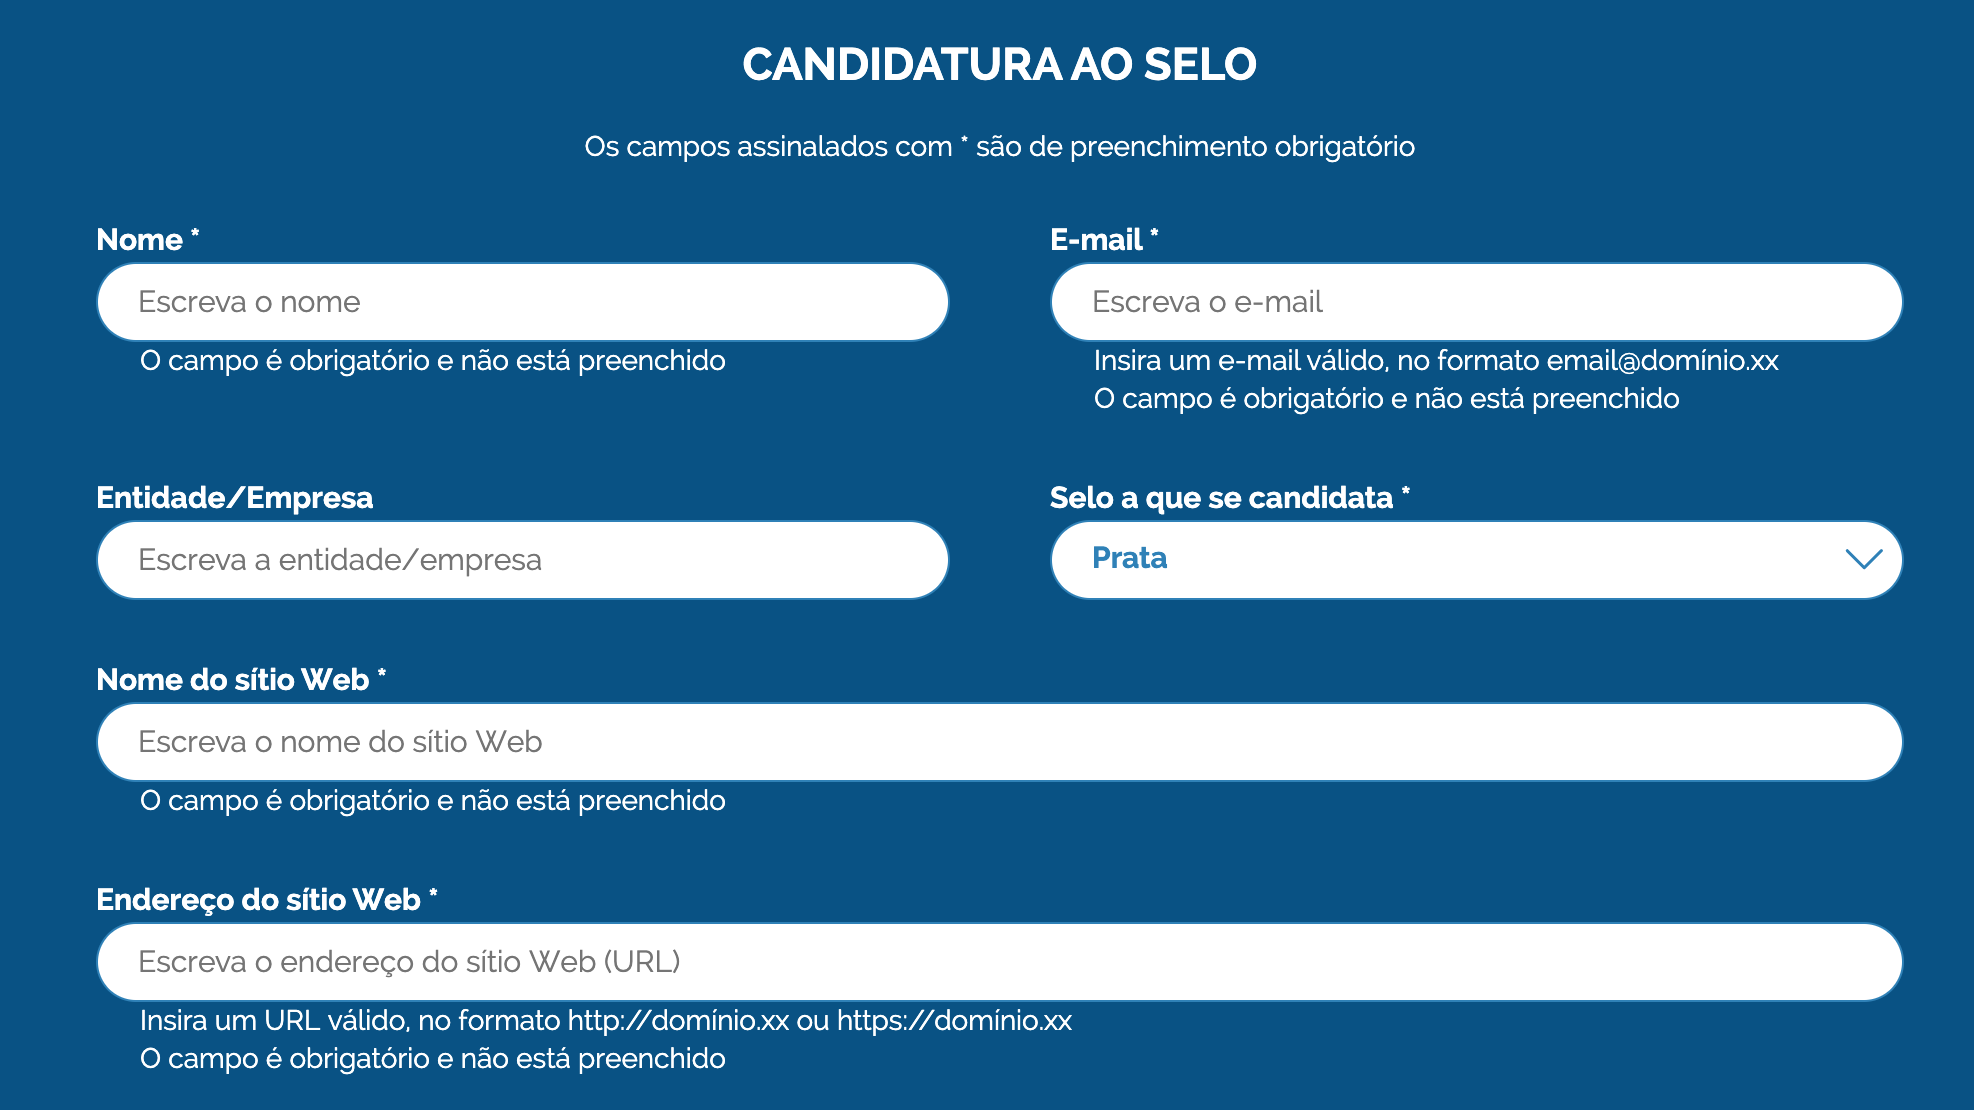 CANDIDATURA AO SELO
Os campos assinalados com * são de preenchimento obrigatório
Nome *
Escreva o nome
O campo é obrigatório e não está preenchido
E-mail *
Escreva o e-mail
Insira um e-mail válido, no formato email@domínio.xx
O campo é obrigatório e não está preenchido
Entidade/Empresa
Escreva a entidade/empresa
Selo a que se candidata *
Prata
Nome do sítio Web *
Escreva o nome do sítio Web
O campo é obrigatório e não está preenchido
Endereço do sítio Web *
Escreva o endereço do sítio Web (URL)
Insira um URL válido, no formato http://domínio.xx ou https://domínio.xx
O campo é obrigatório e não está preenchido